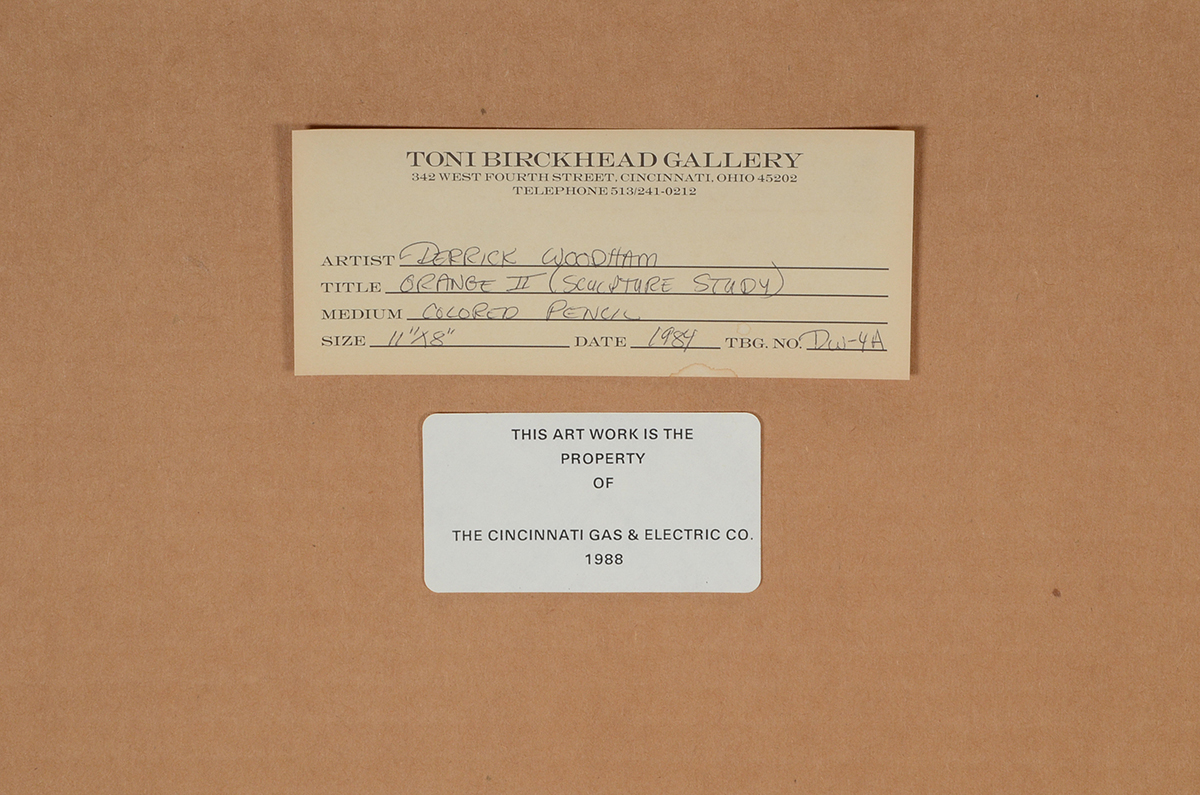 TONI BIRCKHEAD GALLERY
342 WEST FOURTH STREET, CINCINNATI, OHIO 45202
TELEPHONE 513/241-0212
ARTIST DERRICK WOODHAM
TITLE ORANGE II (SCULPTURE STUDY)
MEDIUM COLORED PENCIL
SIZE 11"X8" DATE 1984 TBG. NO. DW-4A
THIS ART WORK IS THE
PROPERTY
OF
THE CINCINNATI GAS & ELECTRIC CO.
1988